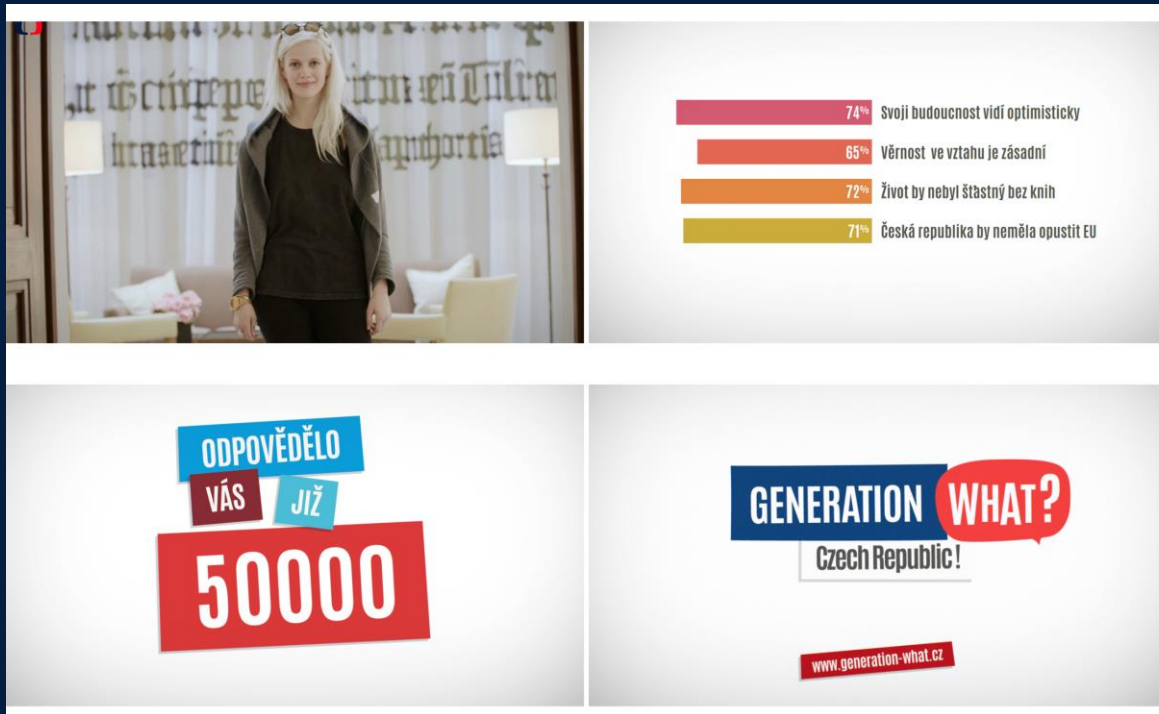 74% Svoji budoucnost vidí optimisticky
65% Věrnost ve vztahu je zásadní
72% Život by nebyl šťastný bez knih
71% Česká republika by neměla opustit EU
ODPOVĚDĚLO
VÁS JIŽ
50000
GENERATION WHAT?
Czech Republic!
www.generation-what.cz